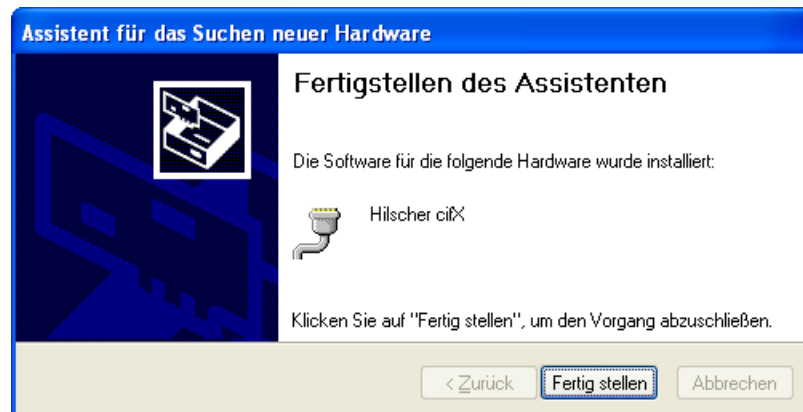 Assistent für das Suchen neuer Hardware
Fertigstellen des Assistenten
Die Software für die folgende Hardware wurde installiert:
Hilscher cifX
Klicken Sie auf "Fertig stellen", um den Vorgang abzuschließen.
< Zurück Fertig stellen Abbrechen